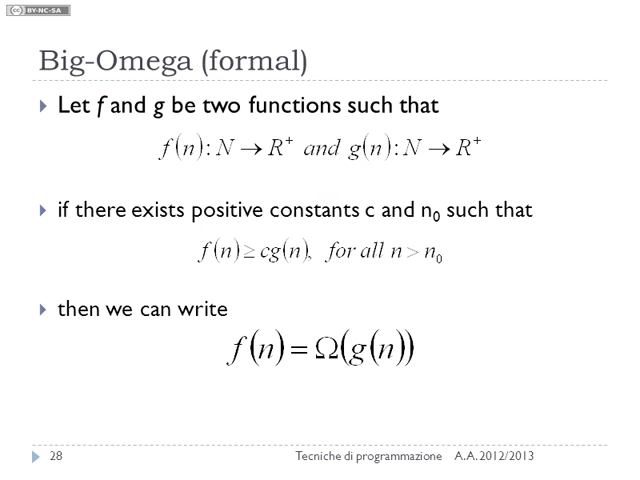 BY-NC-SA
Big-Omega (formal)
Let f and g be two functions such that
f(n): N → R⁺ and g(n): N → R⁺
if there exists positive constants c and n₀ such that
f(n) ≥ cg(n), for all n > n₀
then we can write
f(n) = Ω(g(n))
28 Tecniche di programmazione A.A. 2012/2013